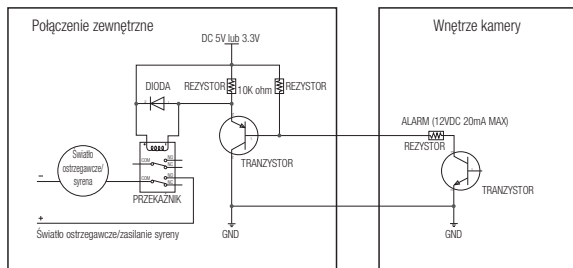 Połączenie zewnętrzne
Wnętrze kamery
DC 5V lub 3.3V
DIODA
REZYSTOR
10K ohm
REZYSTOR
ALARM (12VDC 20mA MAX)
REZYSTOR
TRANZYSTOR
TRANZYSTOR
Światło
ostrzegawcze/
syrena
COM
NO
NC
COM
NO
NC
PRZEKAŹNIK
–
+
Światło ostrzegawcze/zasilanie syreny
GND
GND